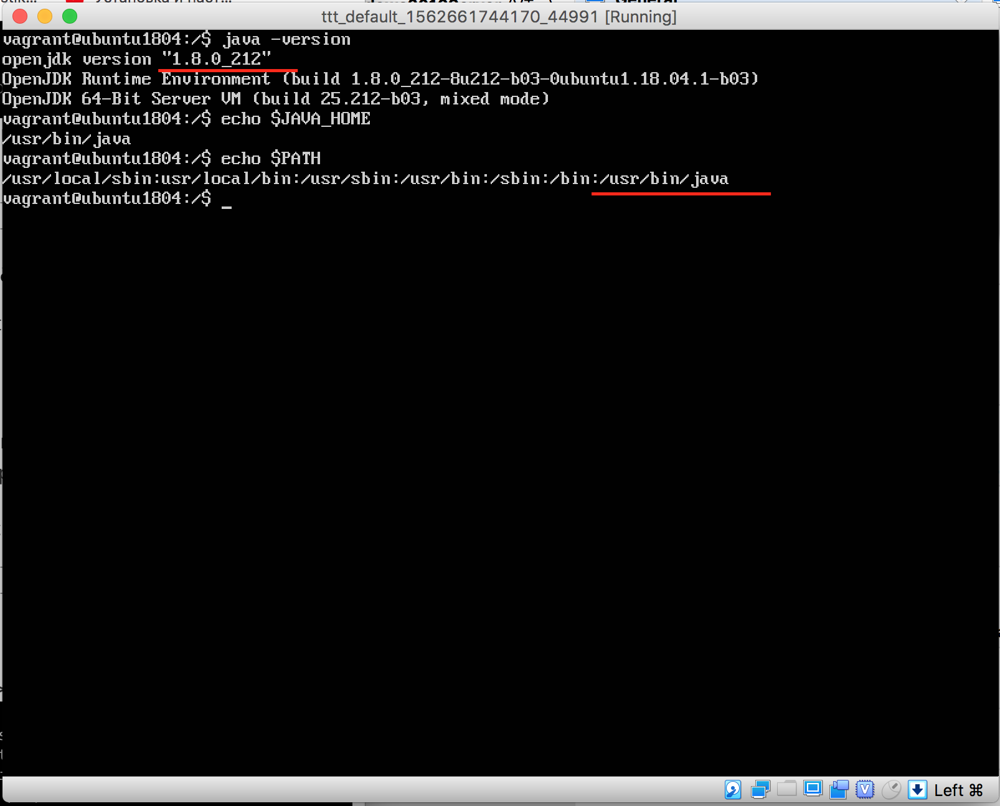 General
ttt_default_1562661744170_44991 [Running]
vagrant@ubuntu1804:/$ java -version
openjdk version "1.8.0_212"
OpenJDK Runtime Environment (build 1.8.0_212-8u212-b03-0ubuntu1.18.04.1-b03)
OpenJDK 64-Bit Server VM (build 25.212-b03, mixed mode)
vagrant@ubuntu1804:/$ echo $JAVA_HOME
/usr/bin/java
vagrant@ubuntu1804:/$ echo $PATH
/usr/local/sbin:usr/local/bin:/usr/sbin:/usr/bin:/sbin:/bin:/usr/bin/java
vagrant@ubuntu1804:/$ _
Left ⌘